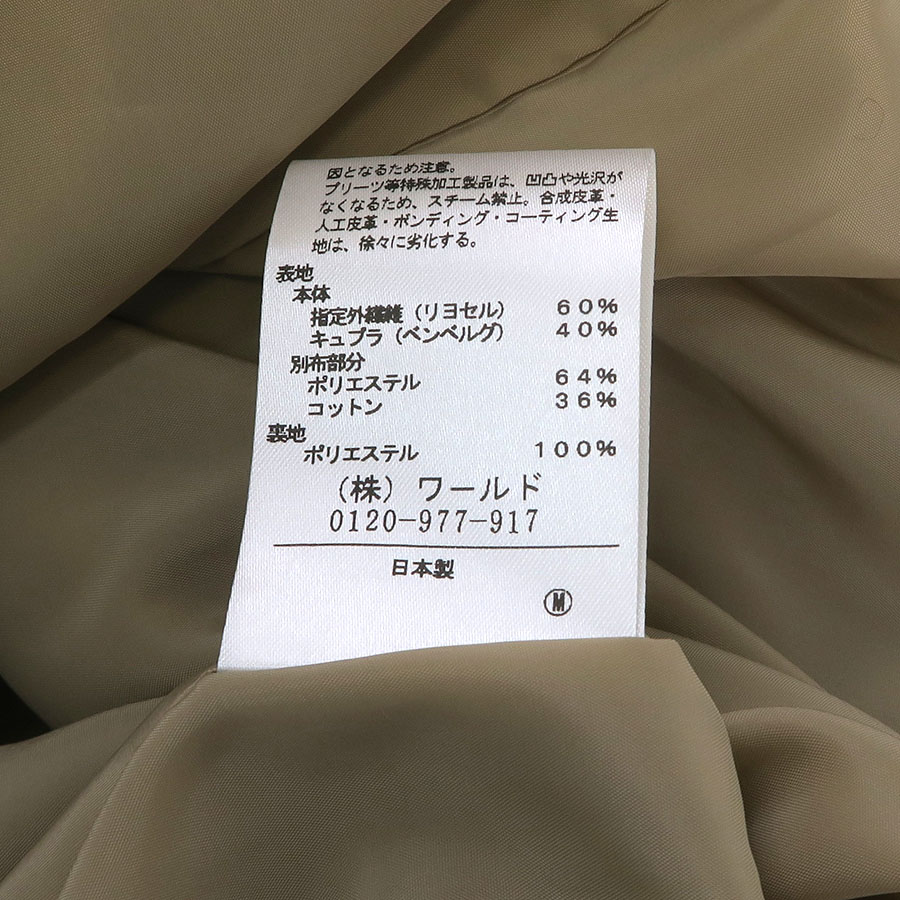 因となるため注意。
プリーツ等特殊加工製品は、凹凸や光沢が
なくなるため、スチーム禁止。合成皮革・
人工皮革・ボンディング・コーティング生
地は、徐々に劣化する。
表地
本体
指定外繊維（リヨセル） 60%
キュプラ（ベンベルグ） 40%
別布部分
ポリエステル 64%
コットン 36%
裏地
ポリエステル 100%
（株）ワールド
0120-977-917
日本製
Ⓜ